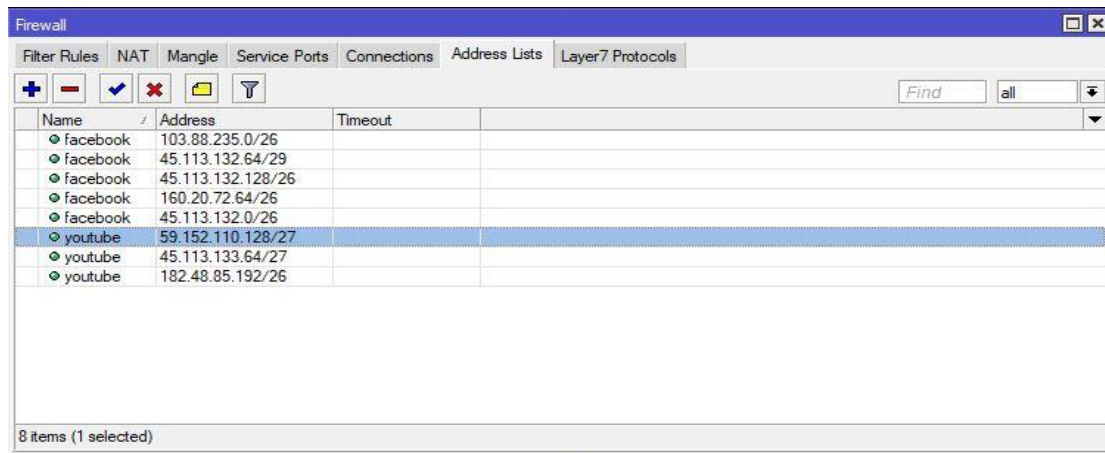 Firewall
Filter Rules NAT Mangle Service Ports Connections Address Lists Layer7 Protocols
Find all
Name Address Timeout
facebook 103.88.235.0/26
facebook 45.113.132.64/29
facebook 45.113.132.128/26
facebook 160.20.72.64/26
facebook 45.113.132.0/26
youtube 59.152.110.128/27
youtube 45.113.133.64/27
youtube 182.48.85.192/26
8 items (1 selected)